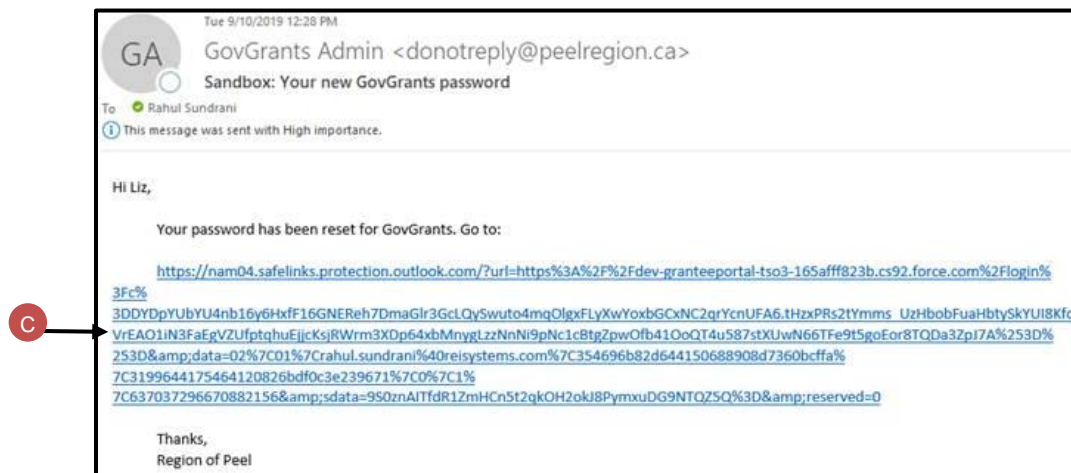 Tue 9/10/2019 12:28 PM
GA
GovGrants Admin <donotreply@peelregion.ca>
Sandbox: Your new GovGrants password
To Rahul Sundrani
This message was sent with High importance.
Hi Liz,
Your password has been reset for GovGrants. Go to:
https://nam04.safelinks.protection.outlook.com/?url=https%3A%2F%2Fdev-granteeportal-tso3-165afff823b.cs92.force.com%2Flogin%
3Fc%
3DDYDpYUbYU4nb16y6HxfF16GNEReh7DmaGlr3GcLQySwuto4mqOlgxFLyXwYoxbGCxNC2qrYcnUFA6.tHzxPRs2tYmms_UzHbobFuaHbtySkYUI8Kfc
C
VrEAO1iN3FaEgVZUfptqhuEjjcKsjRWrm3XDp64xbMnygLzzNnNi9pNc1cBtgZpwOfb41OoQT4u587stXUwN66TFe9t5goEor8TQDa3ZpJ7A%253D%
253D&amp;data=02%7C01%7Crahul.sundrani%40reisystems.com%7C354696b82d644150688908d7360bcffa%
7C3199644175464120826bdf0c3e239671%7C0%7C1%
7C637037296670882156&amp;sdata=9S0znAITfdR1ZmHCn5t2qkOH2okJ8PymxuDG9NTQZ5Q%3D&amp;reserved=0
Thanks,
Region of Peel